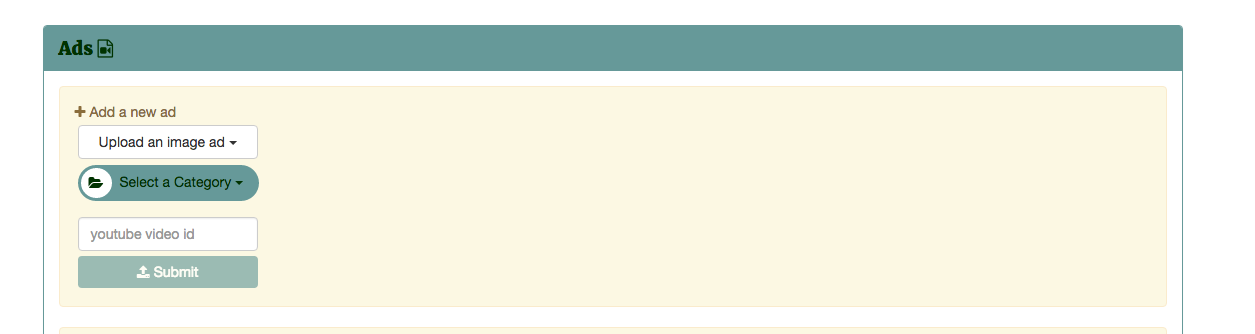 Ads
Add a new ad
Upload an image ad
Select a Category
youtube video id
Submit